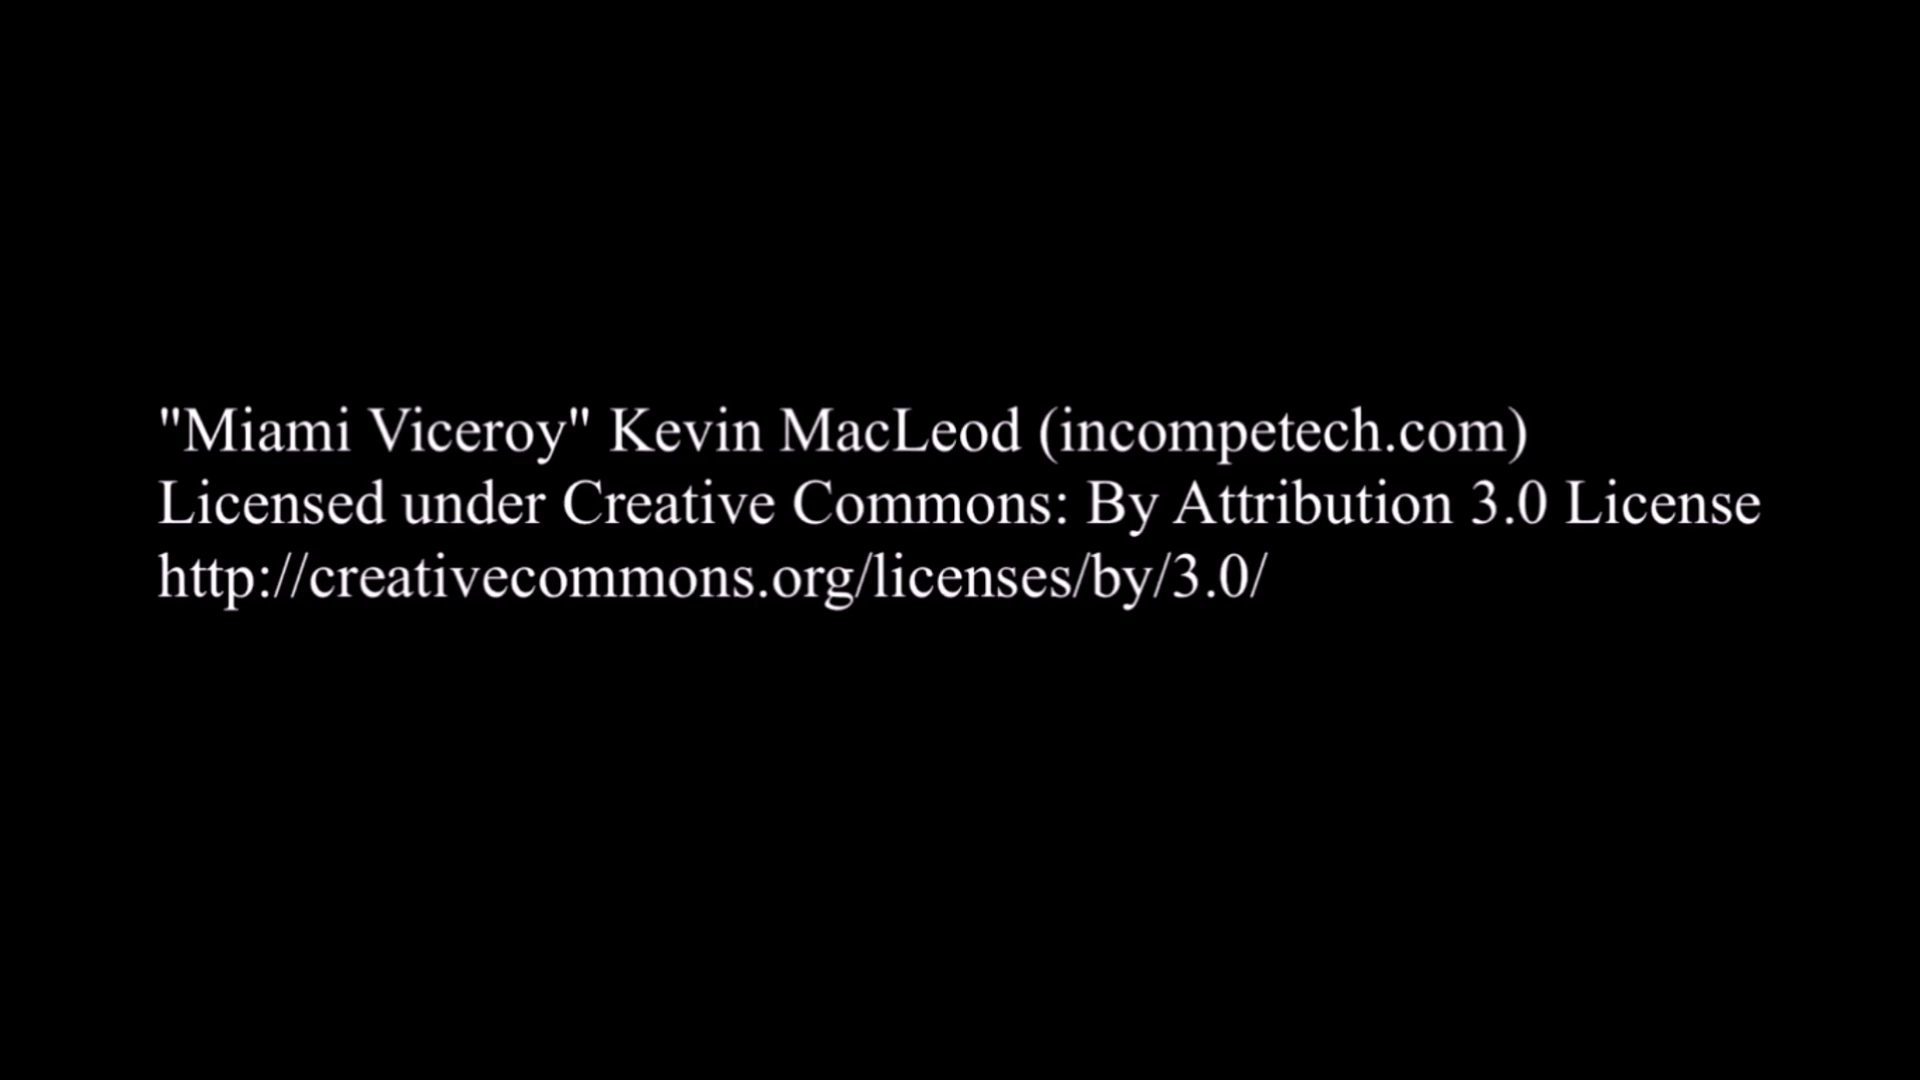 "Miami Viceroy" Kevin MacLeod (incompetech.com)
Licensed under Creative Commons: By Attribution 3.0 License
http://creativecommons.org/licenses/by/3.0/